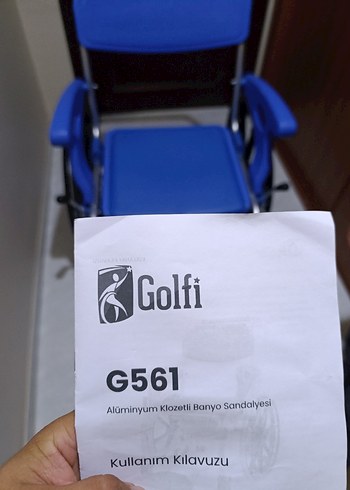 Golfi
G561
Alüminyum Klozetli Banyo Sandalyesi
Kullanım Kılavuzu